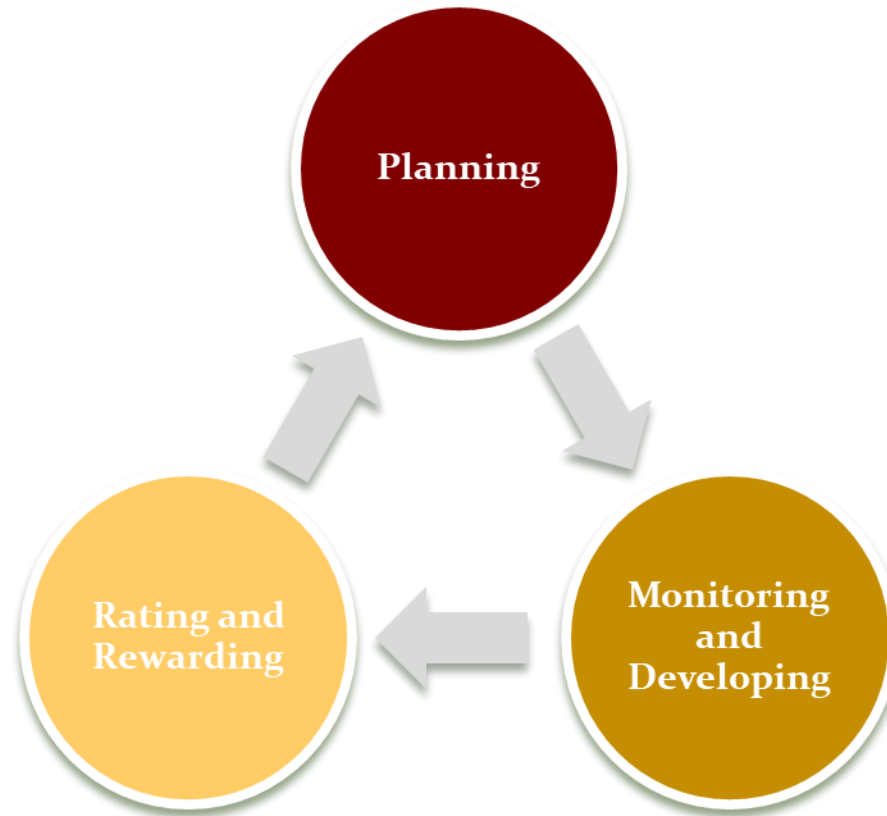 Planning
Monitoring
and
Developing
Rating and
Rewarding